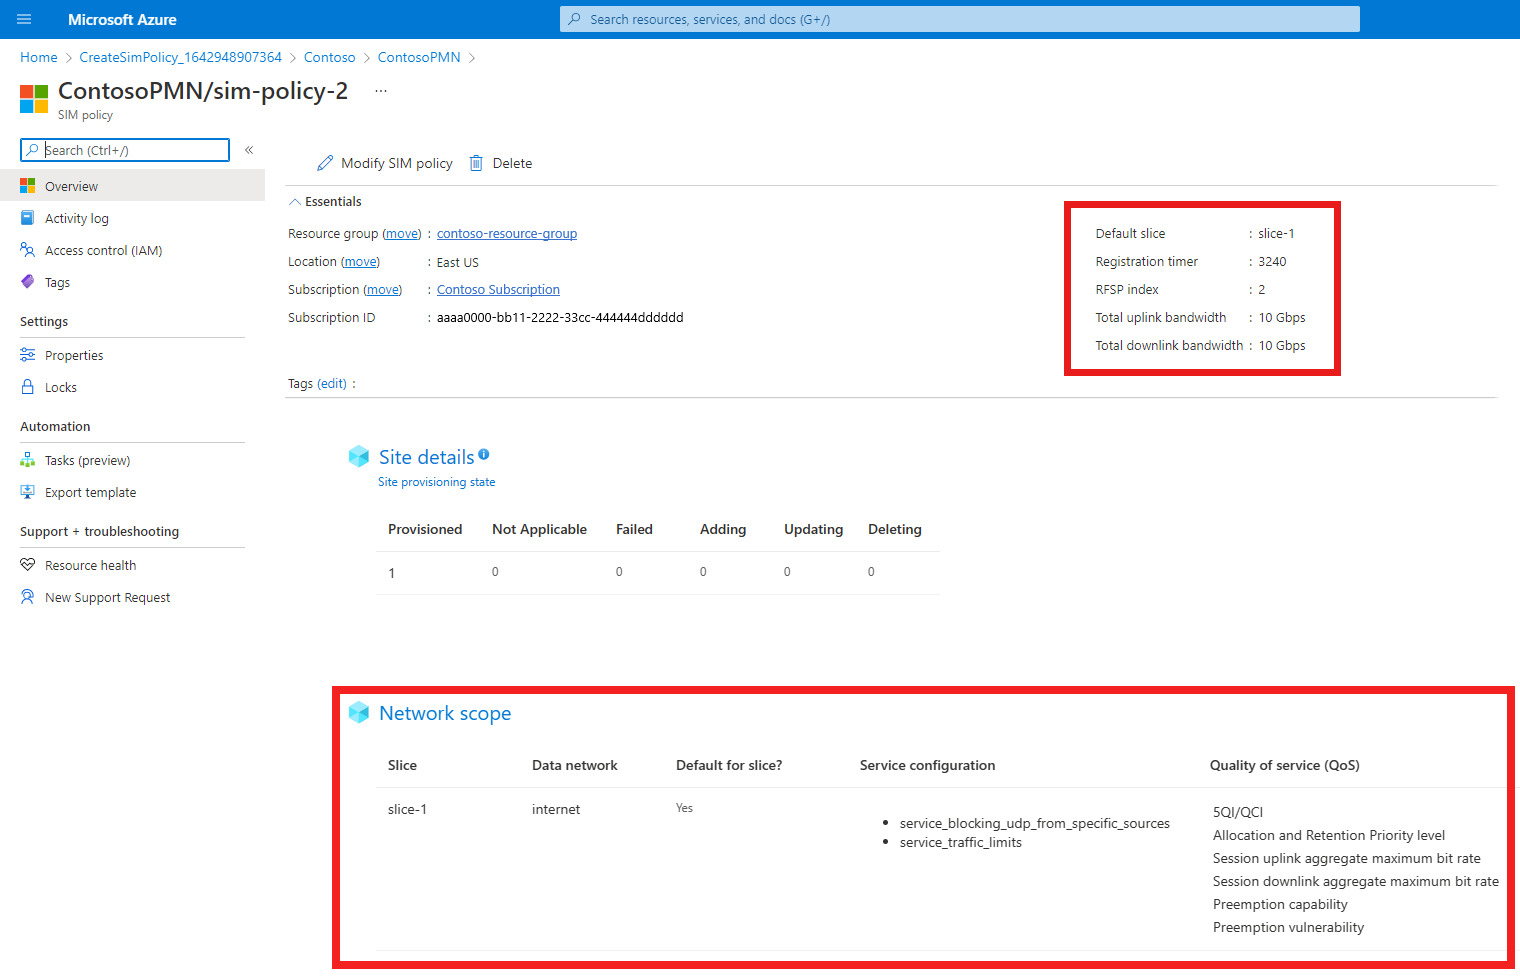 Microsoft Azure
Search resources, services, and docs (G+/)
Home > CreateSimPolicy_1642948907364 > Contoso > ContosoPMN >
ContosoPMN/sim-policy-2 ...
SIM policy
Search (Ctrl+/) «
Overview
Activity log
Access control (IAM)
Tags
Settings
Properties
Locks
Automation
Tasks (preview)
Export template
Support + troubleshooting
Resource health
New Support Request
Modify SIM policy Delete
Essentials
Resource group (move) : contoso-resource-group
Location (move) : East US
Subscription (move) : Contoso Subscription
Subscription ID : aaaa0000-bb11-2222-33cc-444444dddddd
Default slice : slice-1
Registration timer : 3240
RFSP index : 2
Total uplink bandwidth : 10 Gbps
Total downlink bandwidth : 10 Gbps
Tags (edit) :
Site details
Site provisioning state
Provisioned Not Applicable Failed Adding Updating Deleting
1 0 0 0 0 0
Network scope
Slice Data network Default for slice? Service configuration Quality of service (QoS)
slice-1 internet Yes
• service_blocking_udp_from_specific_sources
• service_traffic_limits
5QI/QCI
Allocation and Retention Priority level
Session uplink aggregate maximum bit rate
Session downlink aggregate maximum bit rate
Preemption capability
Preemption vulnerability